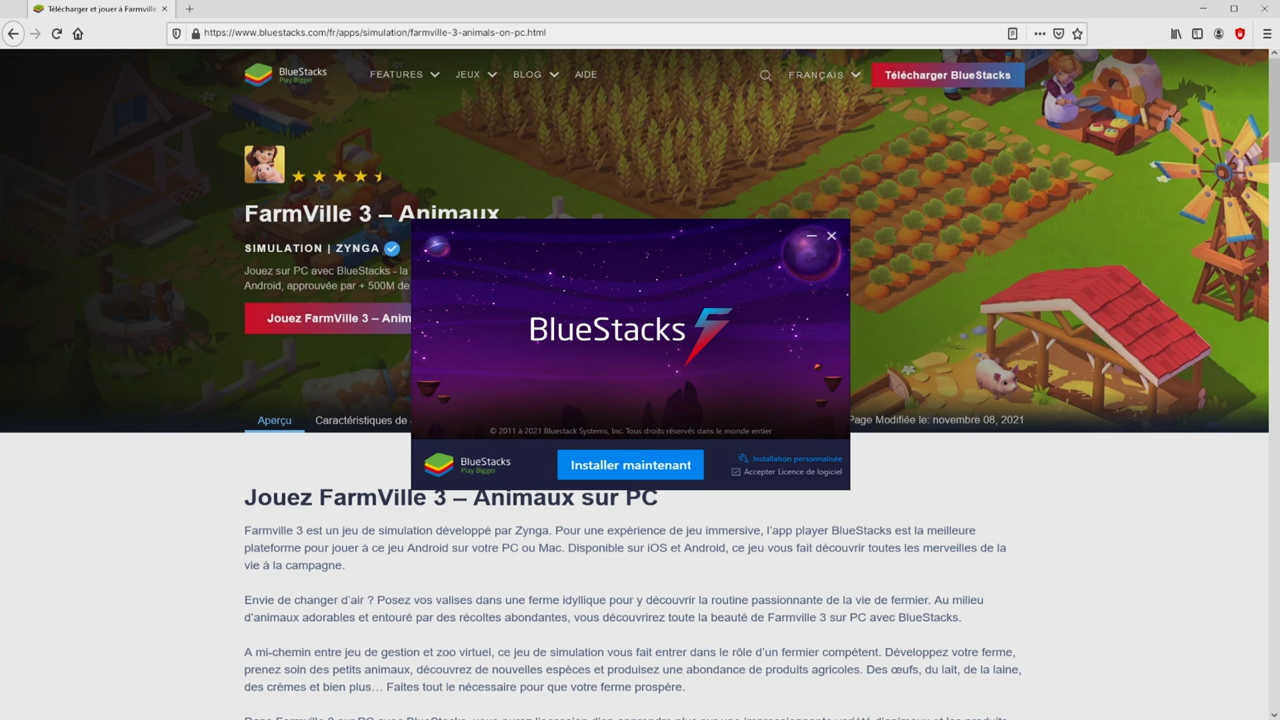 Télécharger et jouer à Farmville
https://www.bluestacks.com/fr/apps/simulation/farmville-3-animals-on-pc.html
BlueStacks
Play Bigger
FEATURES
JEUX
BLOG
AIDE
FRANÇAIS
Télécharger BlueStacks
FarmVille 3 – Animaux
SIMULATION | ZYNGA
Jouez sur PC avec BlueStacks - la
Android, approuvée par + 500M de
Jouez FarmVille 3 – Anim
BlueStacks 5
© 2011 à 2021 Bluestack Systems, Inc. Tous droits réservés dans le monde entier
Aperçu
Caractéristiques de
Page Modifiée le: novembre 08, 2021
BlueStacks
Play Bigger
Installer maintenant
Installation personnalisée
Accepter Licence de logiciel
Jouez FarmVille 3 – Animaux sur PC
Farmville 3 est un jeu de simulation développé par Zynga. Pour une expérience de jeu immersive, l’app player BlueStacks est la meilleure
plateforme pour jouer à ce jeu Android sur votre PC ou Mac. Disponible sur iOS et Android, ce jeu vous fait découvrir toutes les merveilles de la
vie à la campagne.
Envie de changer d’air ? Posez vos valises dans une ferme idyllique pour y découvrir la routine passionnante de la vie de fermier. Au milieu
d’animaux adorables et entouré par des récoltes abondantes, vous découvrirez toute la beauté de Farmville 3 sur PC avec BlueStacks.
A mi-chemin entre jeu de gestion et zoo virtuel, ce jeu de simulation vous fait entrer dans le rôle d’un fermier compétent. Développez votre ferme,
prenez soin des petits animaux, découvrez de nouvelles espèces et produisez une abondance de produits agricoles. Des œufs, du lait, de la laine,
des crèmes et bien plus… Faites tout le nécessaire pour que votre ferme prospère.